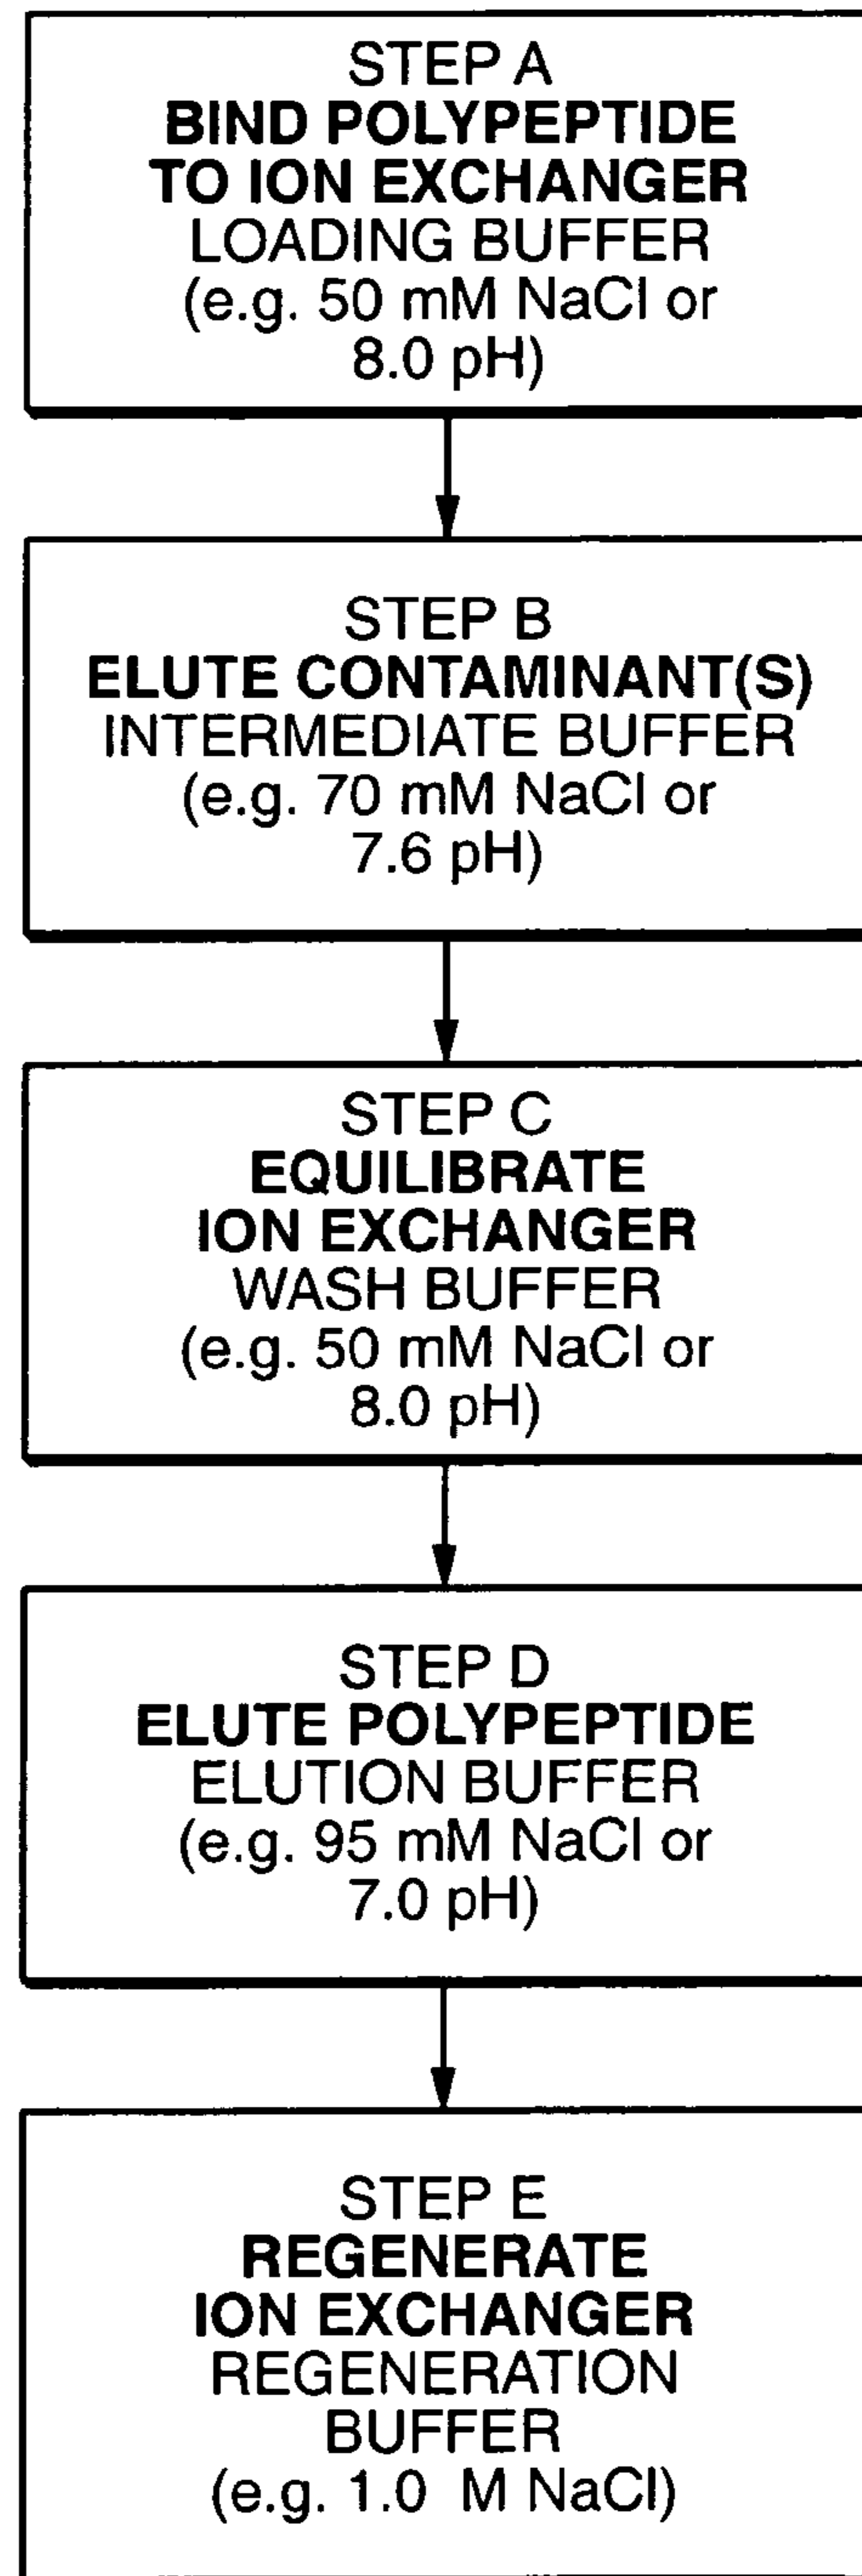 STEP A
BIND POLYPEPTIDE
TO ION EXCHANGER
LOADING BUFFER
(e.g. 50 mM NaCl or
8.0 pH)
STEP B
ELUTE CONTAMINANT(S)
INTERMEDIATE BUFFER
(e.g. 70 mM NaCl or
7.6 pH)
STEP C
EQUILIBRATE
ION EXCHANGER
WASH BUFFER
(e.g. 50 mM NaCl or
8.0 pH)
STEP D
ELUTE POLYPEPTIDE
ELUTION BUFFER
(e.g. 95 mM NaCl or
7.0 pH)
STEP E
REGENERATE
ION EXCHANGER
REGENERATION
BUFFER
(e.g. 1.0 M NaCl)